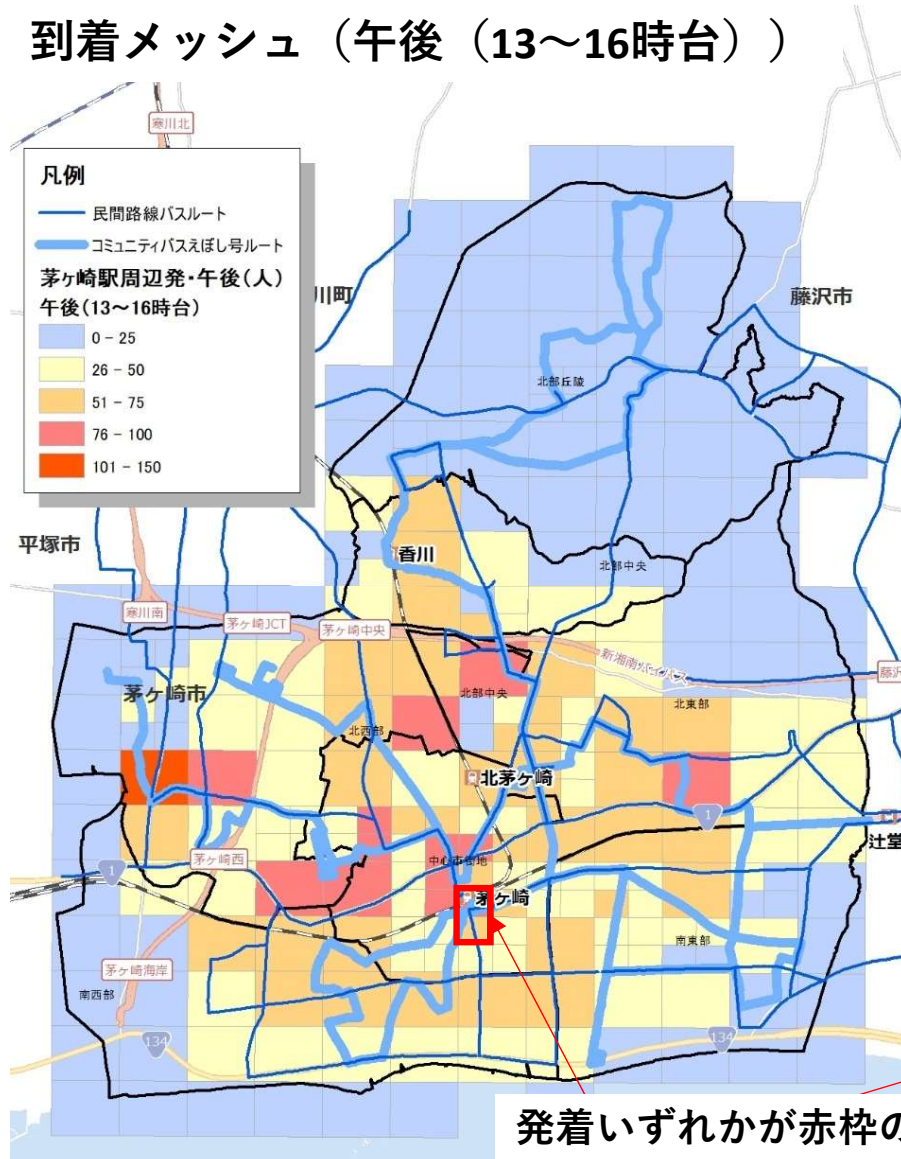 到着メッシュ（午後（13～16時台））
寒川北
凡例
民間路線バスルート
コミュニティバスえぼし号ルート
茅ヶ崎駅周辺発・午後(人)
午後(13～16時台)
0 - 25
26 - 50
51 - 75
76 - 100
101 - 150
川町
藤沢市
北部丘陵
平塚市
香川
北部中央
寒川南
茅ヶ崎JCT
茅ヶ崎中央
新湘南バイパス
藤沢
茅ヶ崎市
北部中央
北東部
北西部
北茅ヶ崎
1
辻堂
中心市街地
茅ヶ崎西
1
茅ヶ崎
南東部
茅ヶ崎海岸
南西部
134
134
発着いずれかが赤枠の